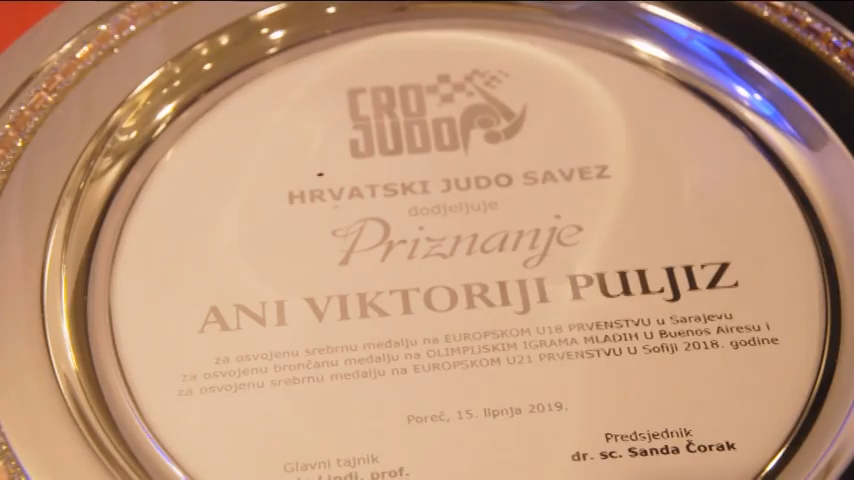 CRO
JUDO
HRVATSKI JUDO SAVEZ
dodjeljuje
Priznanje
ANI VIKTORIJI PULJIZ
za osvojenu srebrnu medalju na EUROPSKOM U18 PRVENSTVU u Sarajevu
za osvojenu brončanu medalju na OLIMPIJSKIM IGRAMA MLADIH U Buenos Airesu i
za osvojenu srebrnu medalju na EUROPSKOM U21 PRVENSTVU u Sofiji 2018. godine
Poreč, 15. lipnja 2019.
Glavni tajnik
Predsjednik
prof.
dr. sc. Sanda Čorak